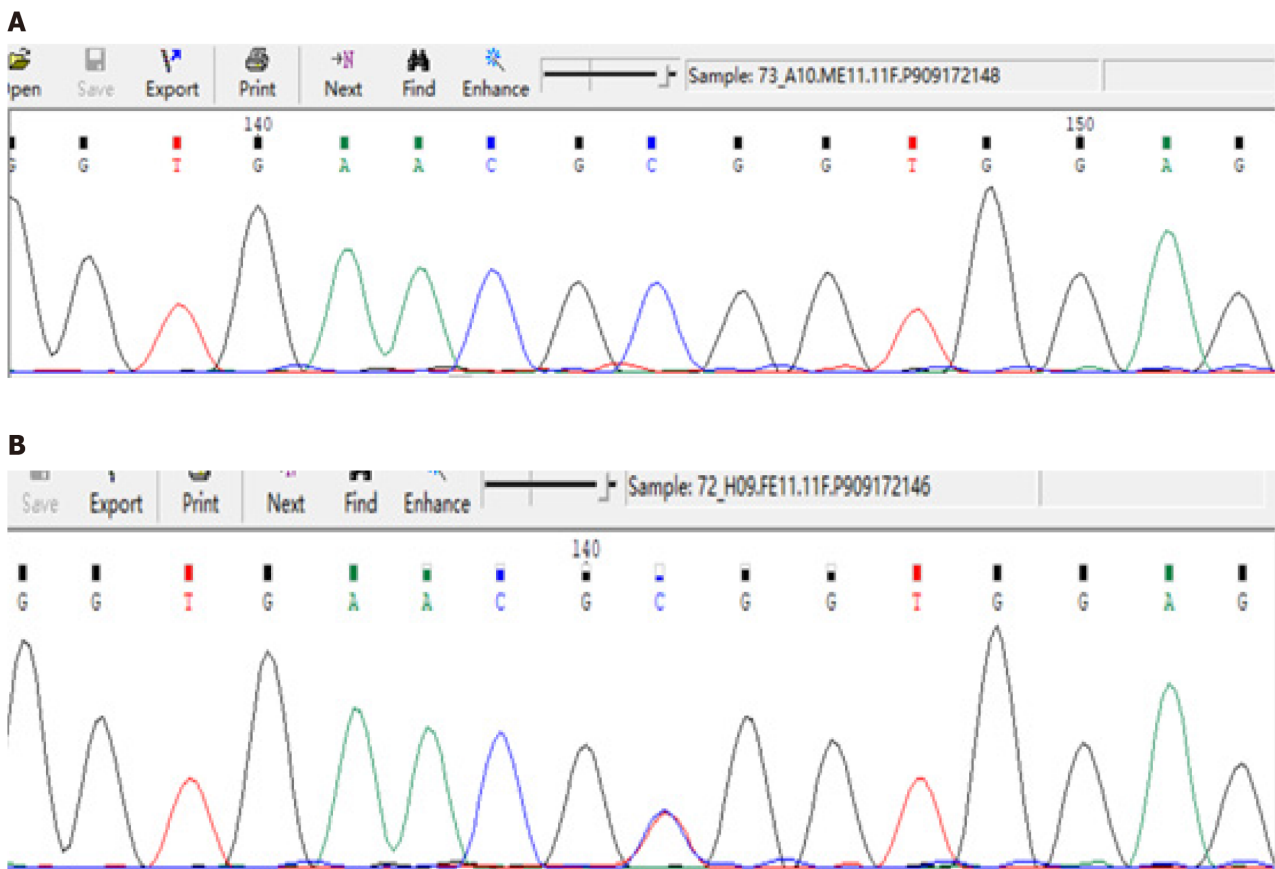 A
Open Save Export Print →N Next Find Enhance Sample: 73_A10.ME11.11F.P909172148
140 150
G G T G A A C G C G G T G G A G
B
Save Export Print Next Find Enhance Sample: 72_H09.FE11.11F.P909172146
140
G G T G A A C G C G G T G G A G